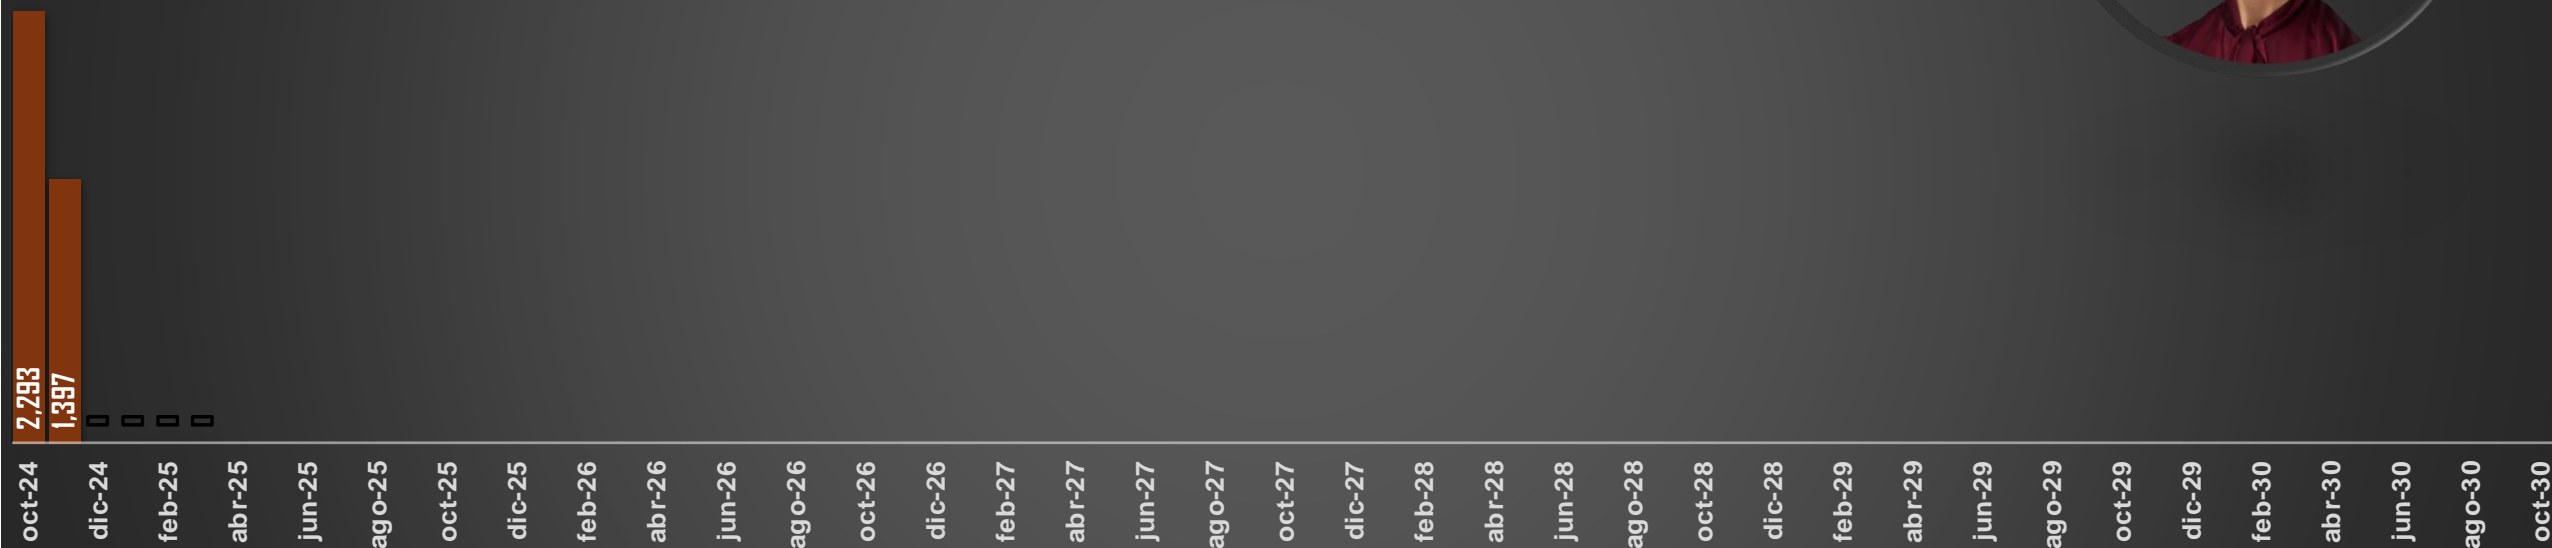 2,293
1,397
0
0
0
0
oct-24
dic-24
feb-25
abr-25
jun-25
ago-25
oct-25
dic-25
feb-26
abr-26
jun-26
ago-26
oct-26
dic-26
feb-27
abr-27
jun-27
ago-27
oct-27
dic-27
feb-28
abr-28
jun-28
ago-28
oct-28
dic-28
feb-29
abr-29
jun-29
ago-29
oct-29
dic-29
feb-30
abr-30
jun-30
ago-30
oct-30